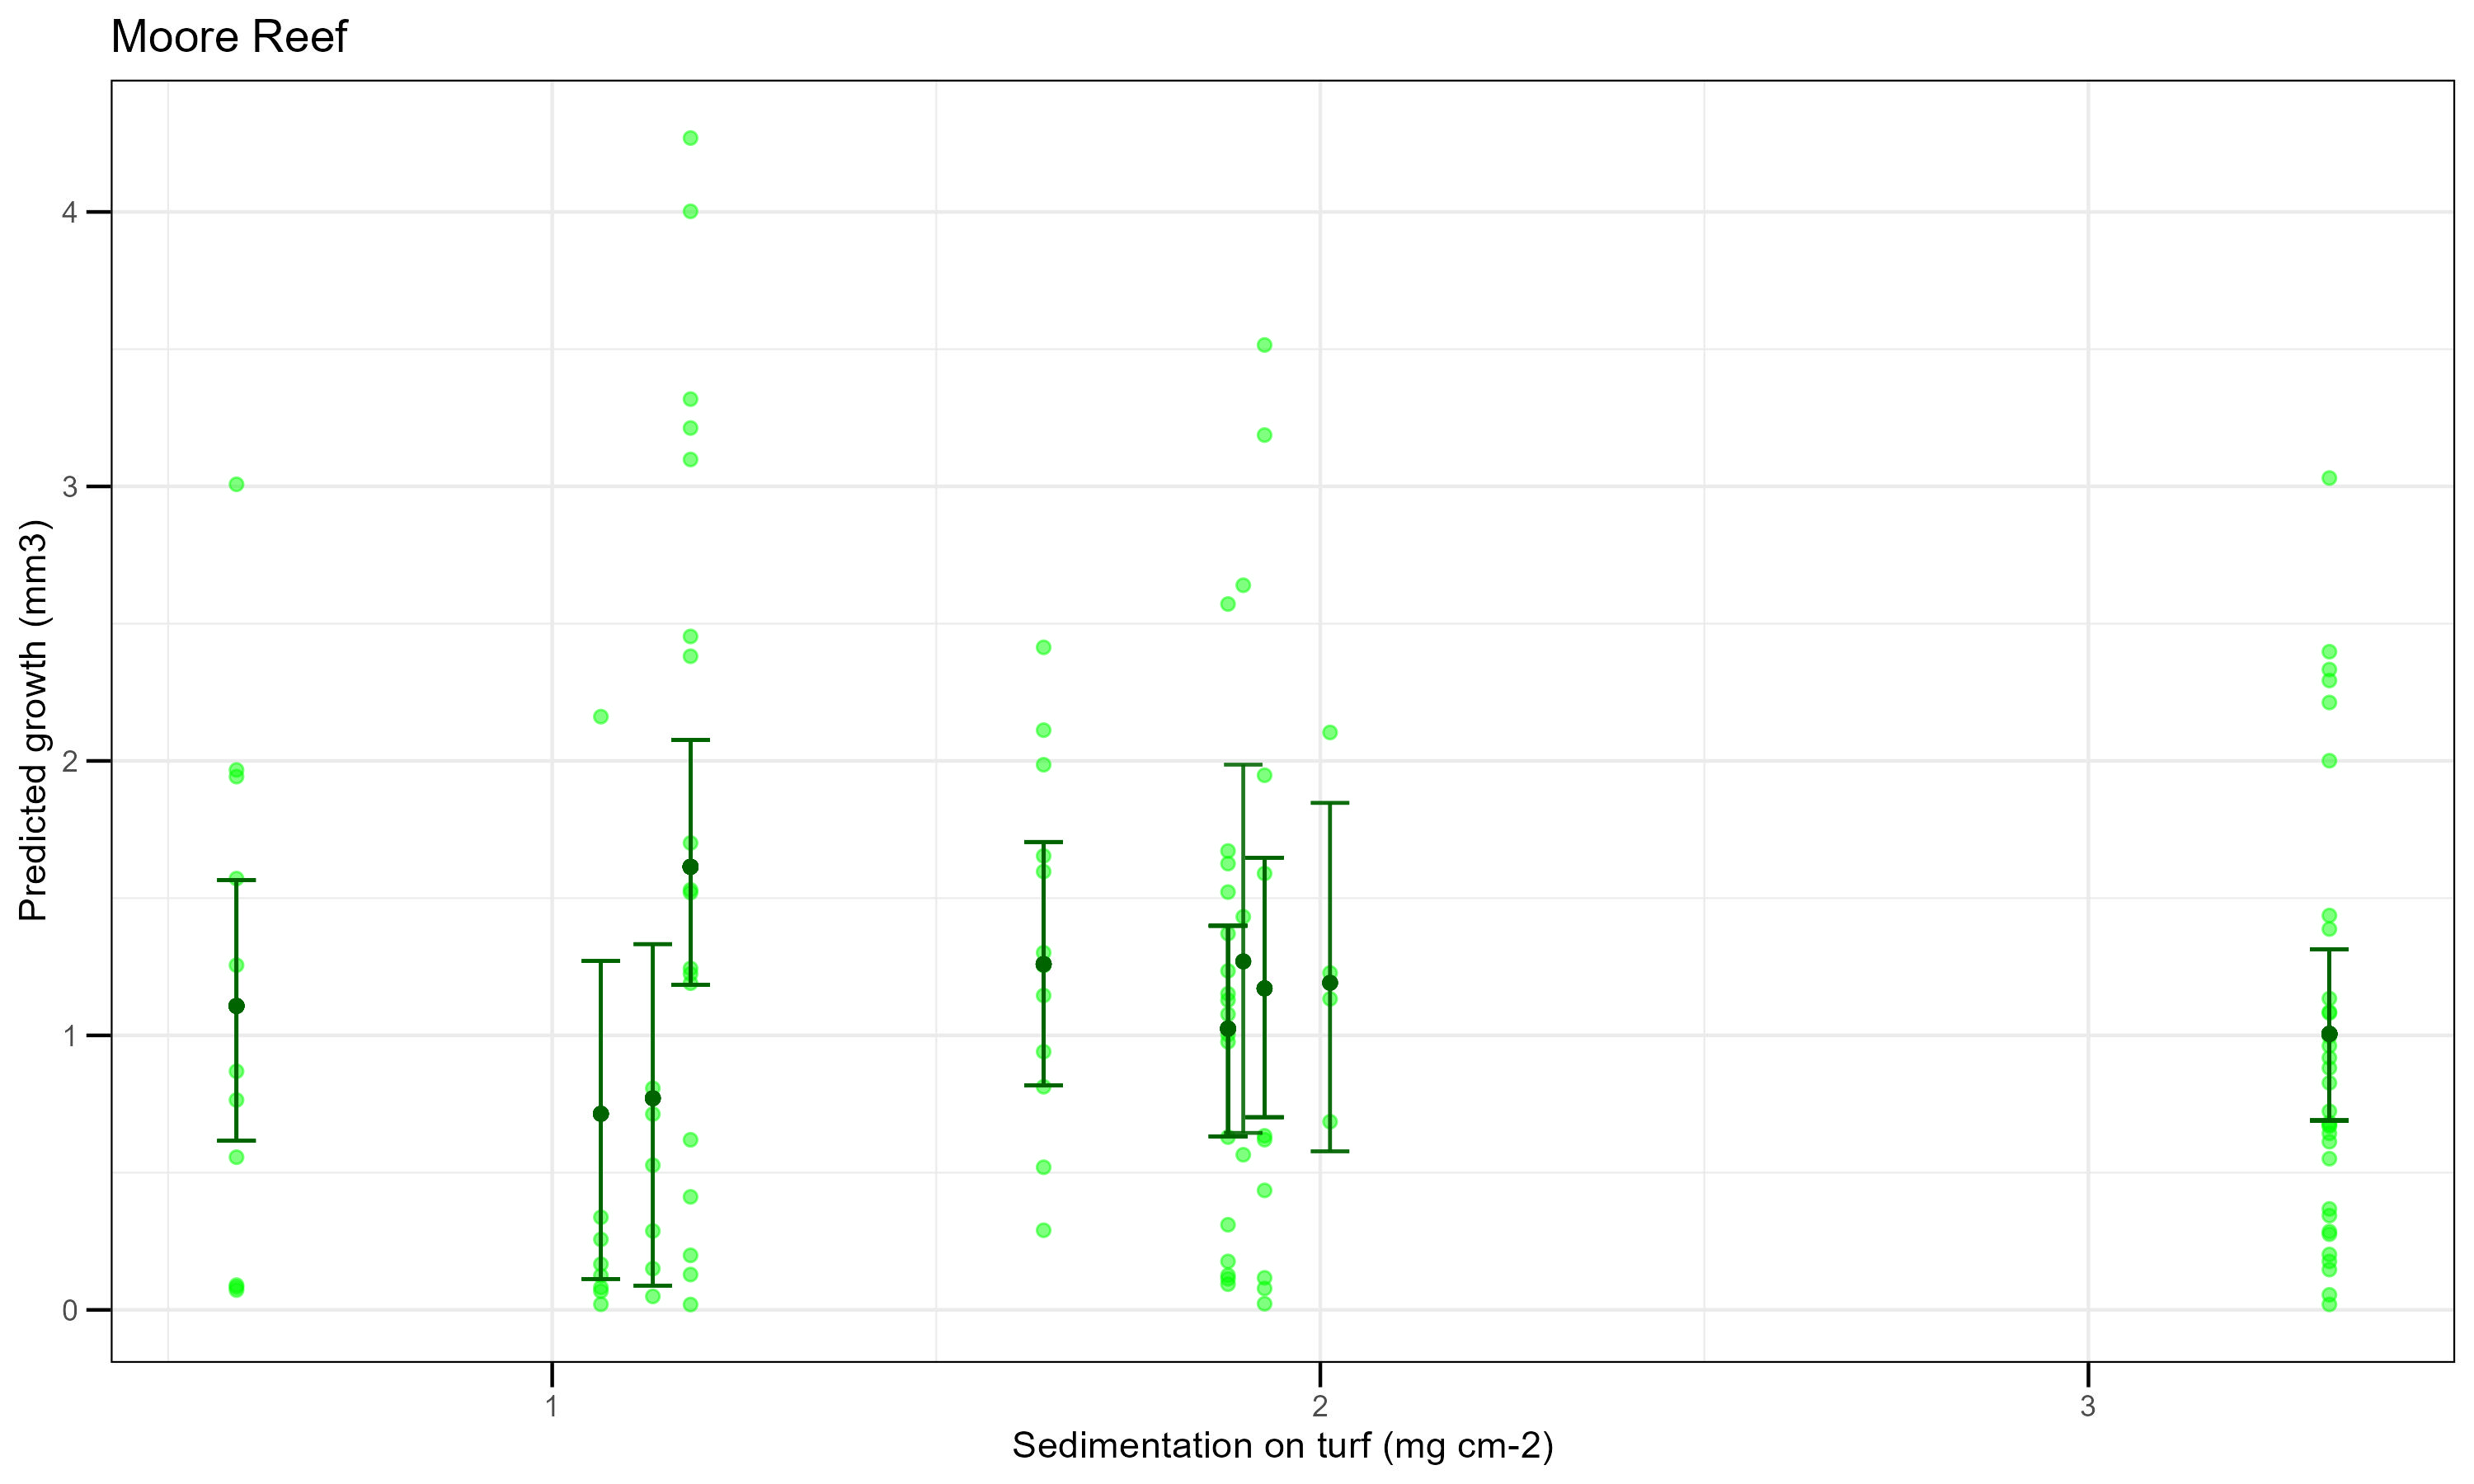 Moore Reef
Predicted growth (mm3)
4
3
2
1
0
1
2
3
Sedimentation on turf (mg cm-2)